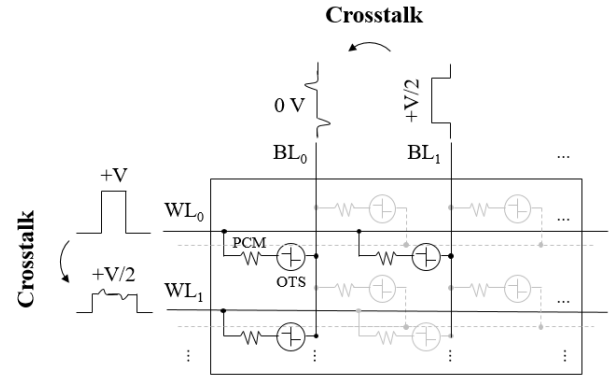 Crosstalk
0 V
+V/2
BL0
BL1
...
+V
WL0
...
PCM
OTS
Crosstalk
+V/2
WL1
...
⋮
⋮
⋮
...